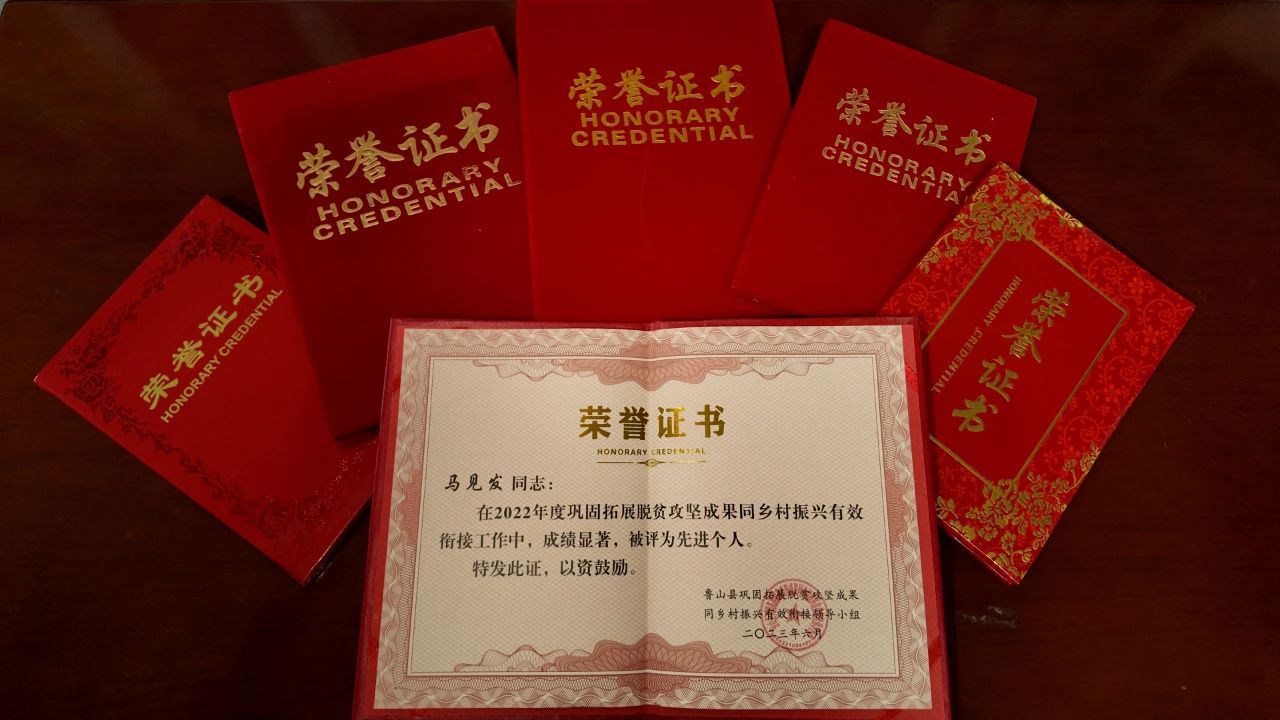 荣誉证书
HONORARY
CREDENTIAL
荣誉证书
HONORARY
CREDENTIAL
荣誉证书
HONORARY
CREDENTIAL
荣誉证书
HONORARY CREDENTIAL
荣誉证书
HONORARY CREDENTIAL
荣誉证书
HONORARY CREDENTIAL
马见发 同志：
在2022年度巩固拓展脱贫攻坚成果同乡村振兴有效
衔接工作中，成绩显著，被评为先进个人。
特发此证，以资鼓励。
鲁山县巩固拓展脱贫攻坚成果
同乡村振兴有效衔接领导小组
二〇二三年六月